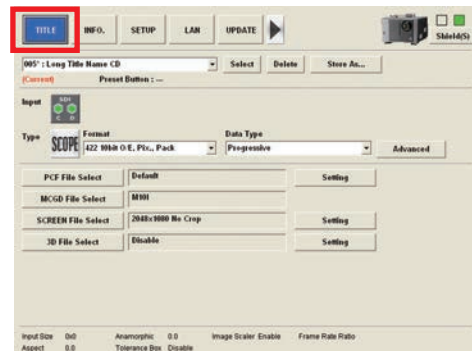 TITLE INFO. SETUP LAN UPDATE Shield(S)
005* : Long Title Name CD Select Delete Store As...
(Current) Preset Button : ---
Input SDI C D
Type SCOPE Format Data Type
422 10bit O/E, Pix., Pack Progressive Advanced
PCF File Select Default Setting
MCGD File Select M101
SCREEN File Select 2048x1080 No Crop Setting
3D File Select Disable Setting
Input Size 0x0 Anamorphic 0.0 Image Scaler Enable Frame Rate Ratio
Aspect 0.0 Tolerance Box Disable